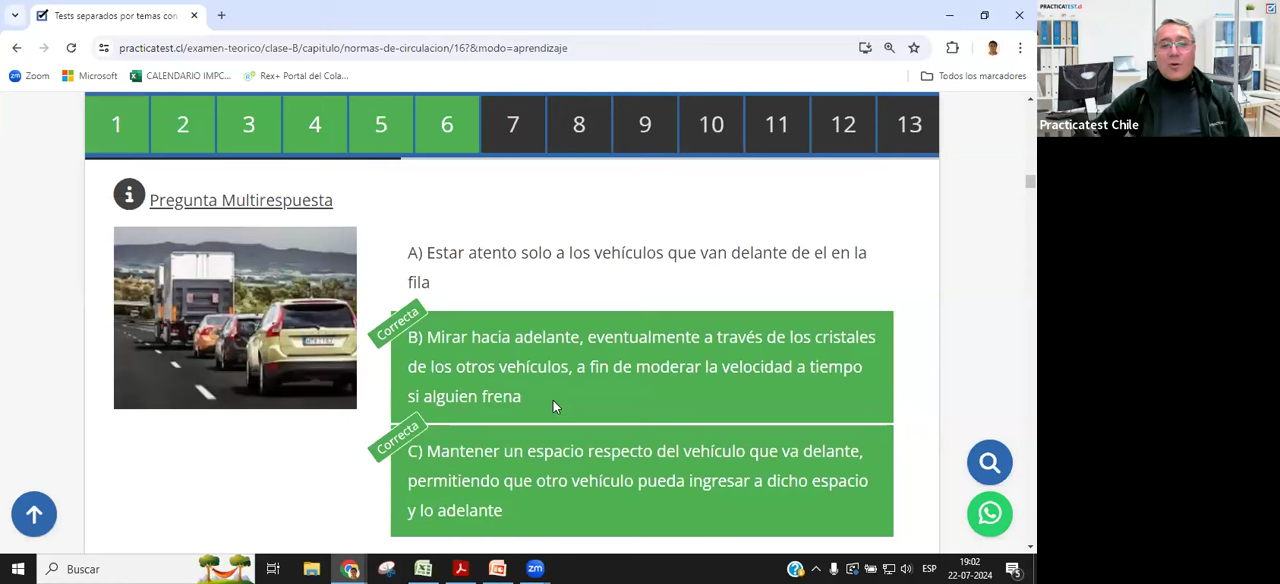 Tests separados por temas con
practicatest.cl/examen-teorico/clase-B/capitulo/normas-de-circulacion/167&modo=aprendizaje
Zoom
Microsoft
CALENDARIO IMPC...
Rex+ Portal del Cola...
Todos los marcadores
PRACTICATEST.cl
Practicatest Chile
1 2 3 4 5 6 7 8 9 10 11 12 13
Pregunta Multirespuesta
A) Estar atento solo a los vehículos que van delante de el en la
fila
Correcta
B) Mirar hacia adelante, eventualmente a través de los cristales
de los otros vehículos, a fin de moderar la velocidad a tiempo
si alguien frena
Correcta
C) Mantener un espacio respecto del vehículo que va delante,
permitiendo que otro vehículo pueda ingresar a dicho espacio
y lo adelante
Buscar
ESP
19:02
22-07-2024
5